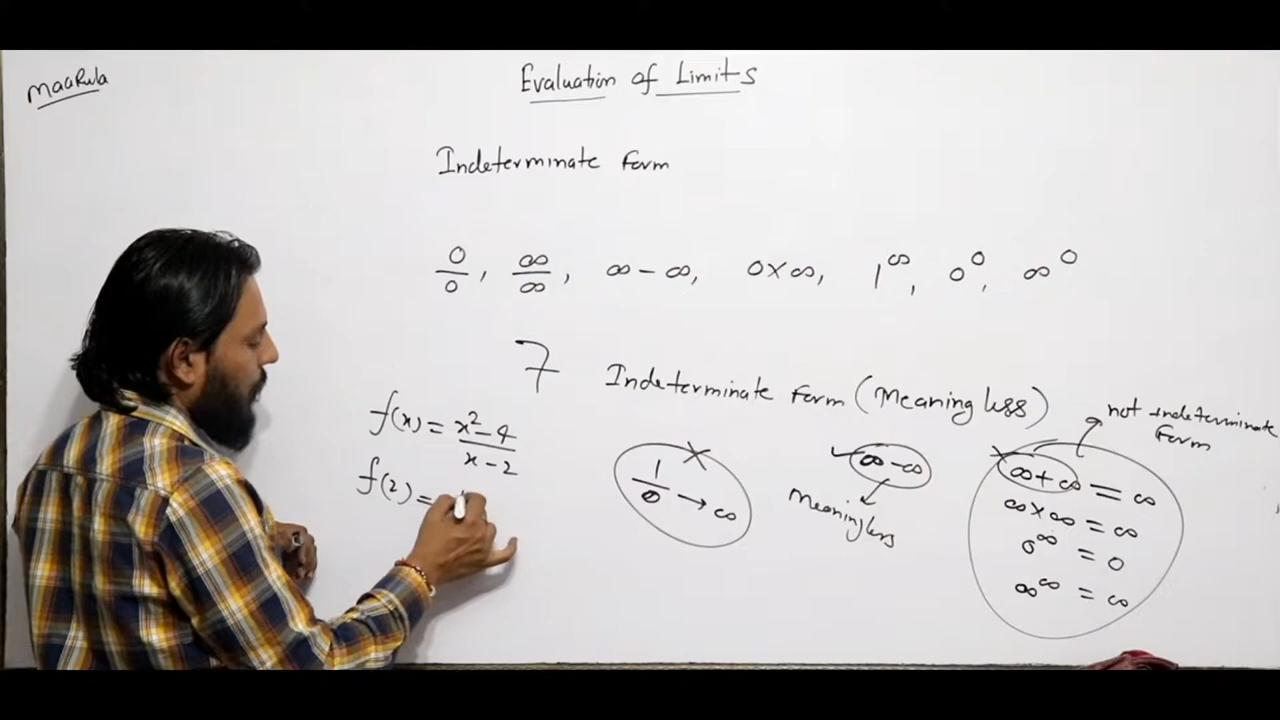 MaaRula
Evaluation of Limits
Indeterminate form
0/0, ∞/∞, ∞ - ∞, 0 × ∞, 1^∞, 0^0, ∞^0
7 Indeterminate form (Meaningless)
f(x) = x² - 4 / x - 2
f(2) =
1/0 → ∞
∞ - ∞
Meaningless
not indeterminate
form
∞ + ∞ = ∞
∞ × ∞ = ∞
0^∞ = 0
∞^∞ = ∞